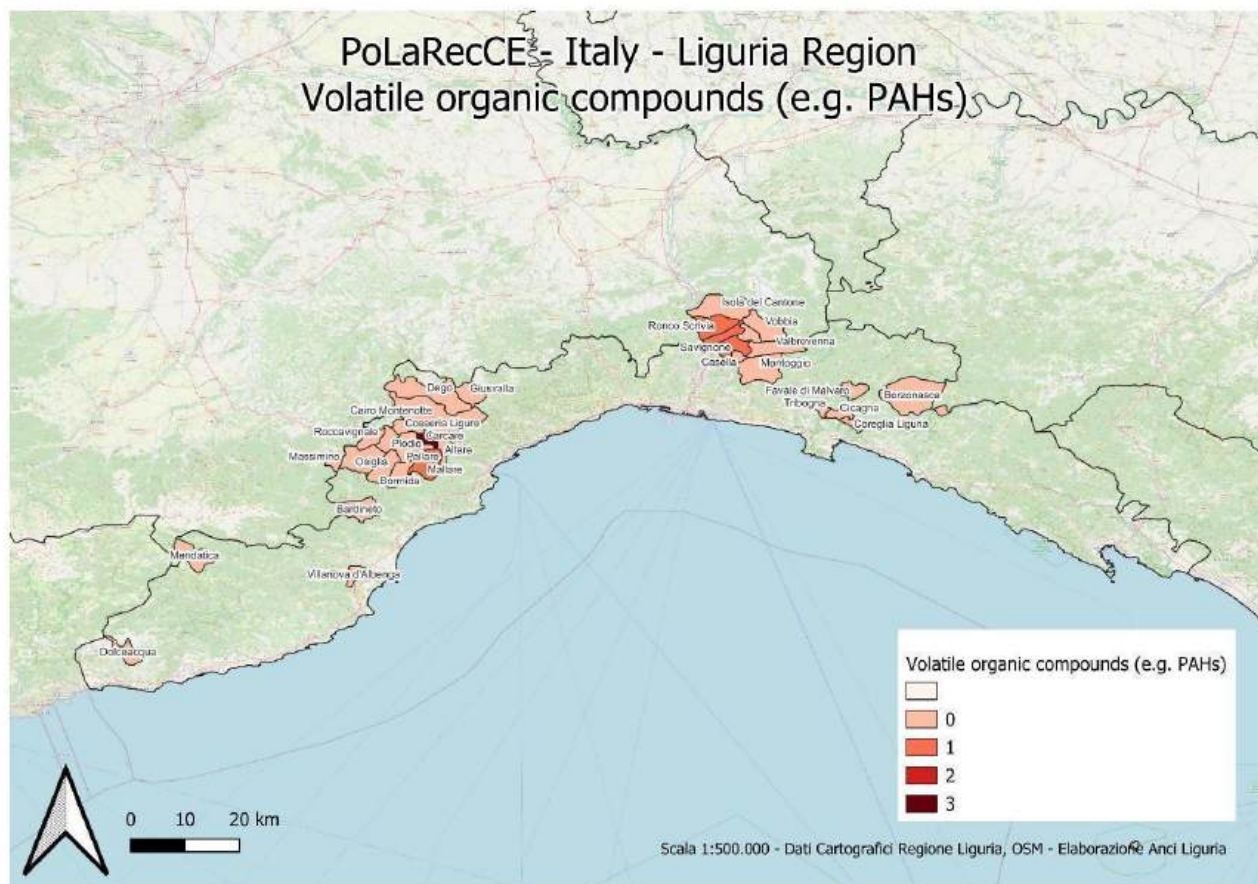 PoLaRecCE - Italy - Liguria Region
Volatile organic compounds (e.g. PAHs)
Isola del Cantone
Ronco Scrivia
Vobbia
Savignone
Valbrevenna
Casella
Montoggio
Favale di Malvaro
Tribogna
Borzonasca
Cicagna
Coreglia Ligure
Dego
Giusvalla
Cairo Montenotte
Cosseria Ligure
Roccavignale
Carcare
Plodio
Altare
Massimino
Osiglia
Pallare
Mallare
Bormida
Bardineto
Mendatica
Villanova d'Albenga
Dolceacqua
Volatile organic compounds (e.g. PAHs)
0
1
2
3
0 10 20 km
Scala 1:500.000 - Dati Cartografici Regione Liguria, OSM - Elaborazione Anci Liguria